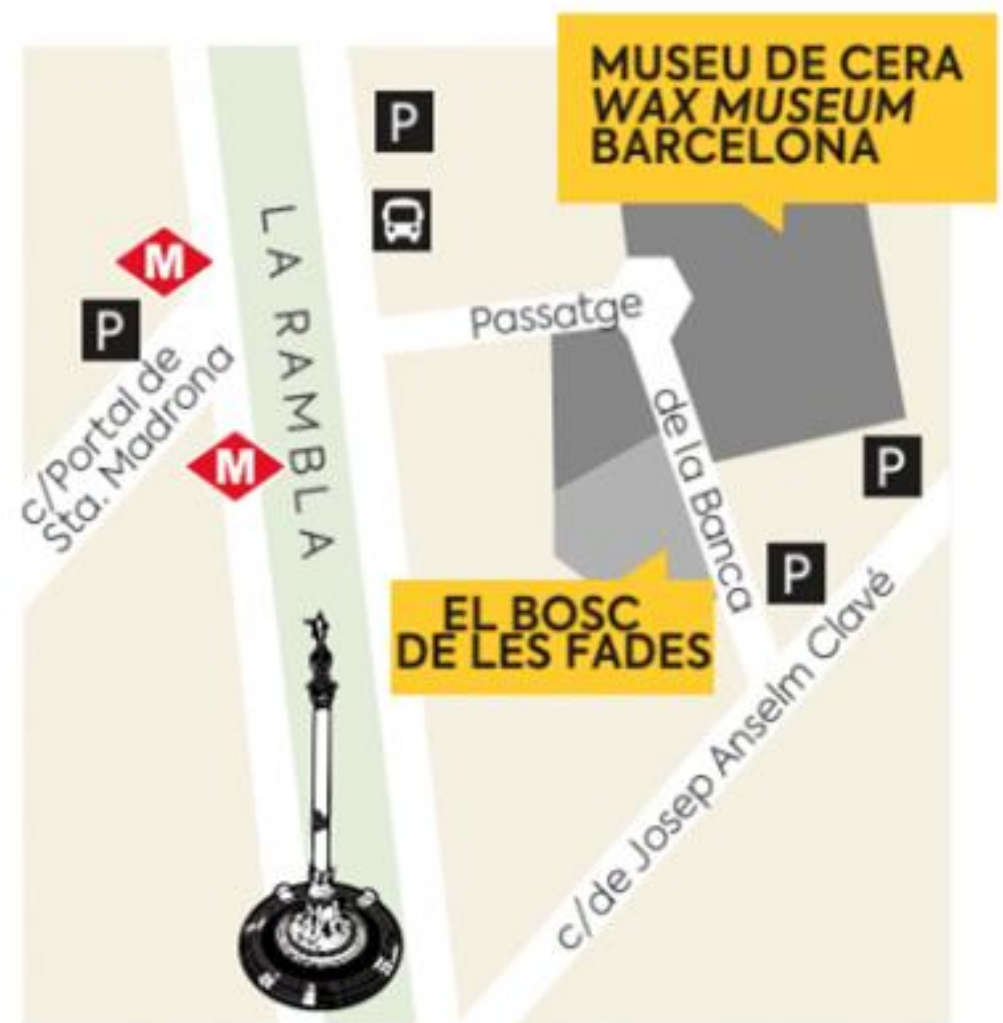 MUSEU DE CERA
WAX MUSEUM
BARCELONA
P
LA RAMBLA
M
P
Passatge
c/Portal de
Sta. Madrona
de la Banca
M
P
P
EL BOSC
DE LES FADES
c/de Josep Anselm Clavé